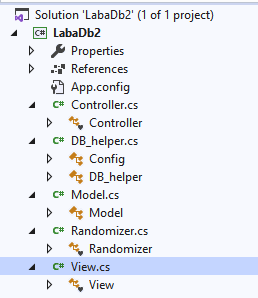 Solution 'LabaDb2' (1 of 1 project)
C# LabaDb2
Properties
References
App.config
C# Controller.cs
Controller
C# DB_helper.cs
Config
DB_helper
C# Model.cs
Model
C# Randomizer.cs
Randomizer
C# View.cs
View